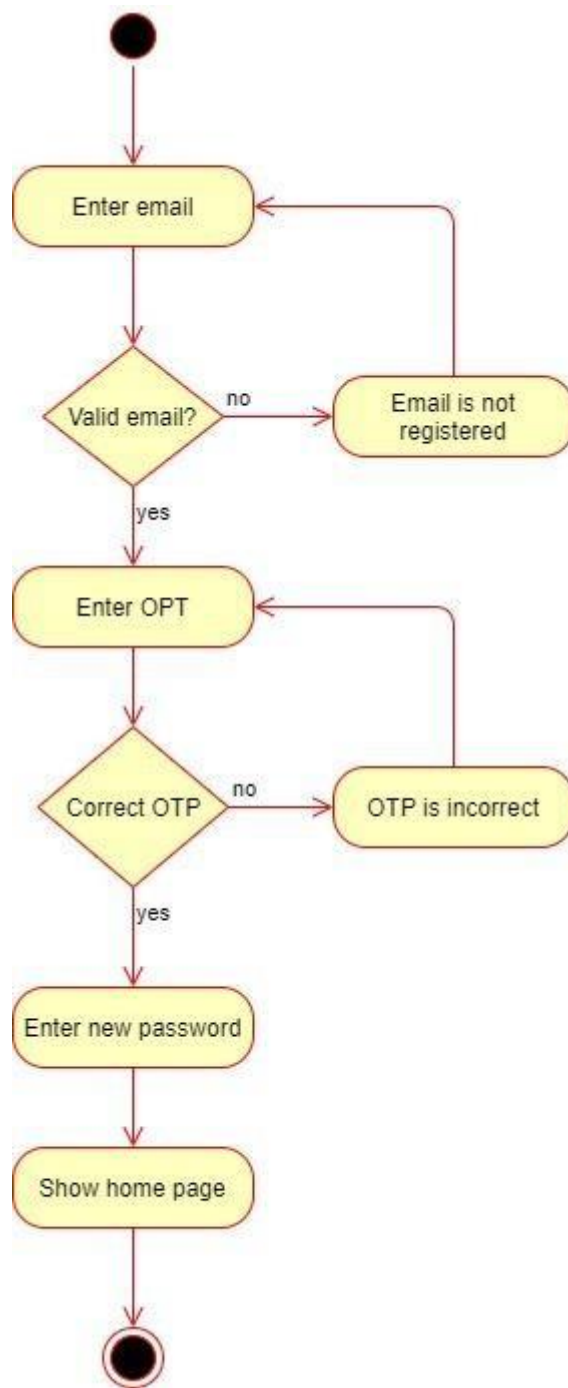 Enter email
Valid email?
no
Email is not
registered
yes
Enter OPT
Correct OTP
no
OTP is incorrect
yes
Enter new password
Show home page